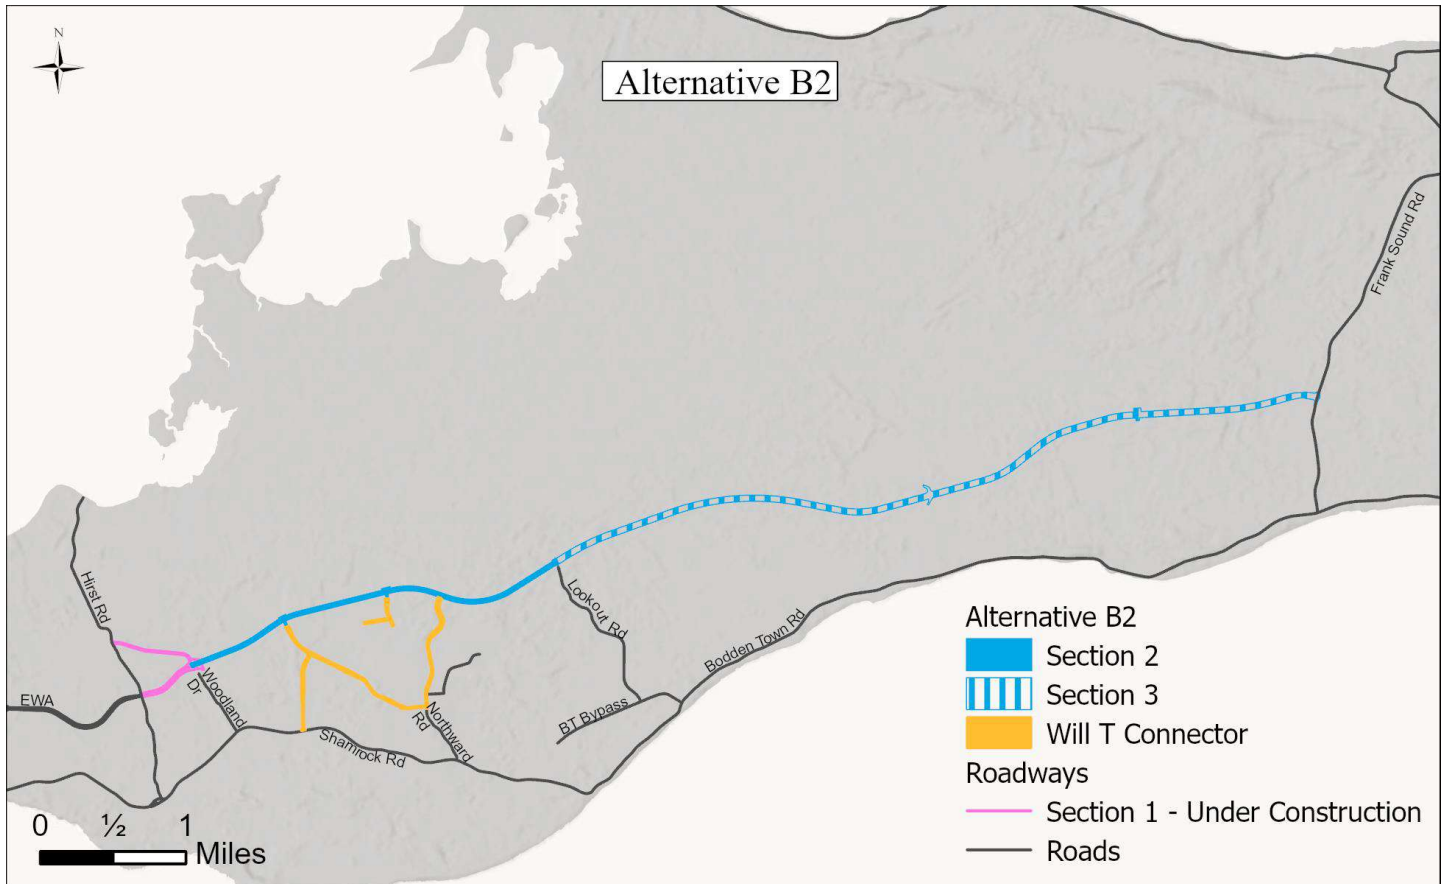 N
Alternative B2
Frank Sound Rd
Hirst Rd
Lookout Rd
Bodden Town Rd
Woodland
Dr
EWA
BT Bypass
Northward
Rd
Shamrock Rd
Alternative B2
Section 2
Section 3
Will T Connector
Roadways
Section 1 - Under Construction
Roads
0 ½ 1
Miles